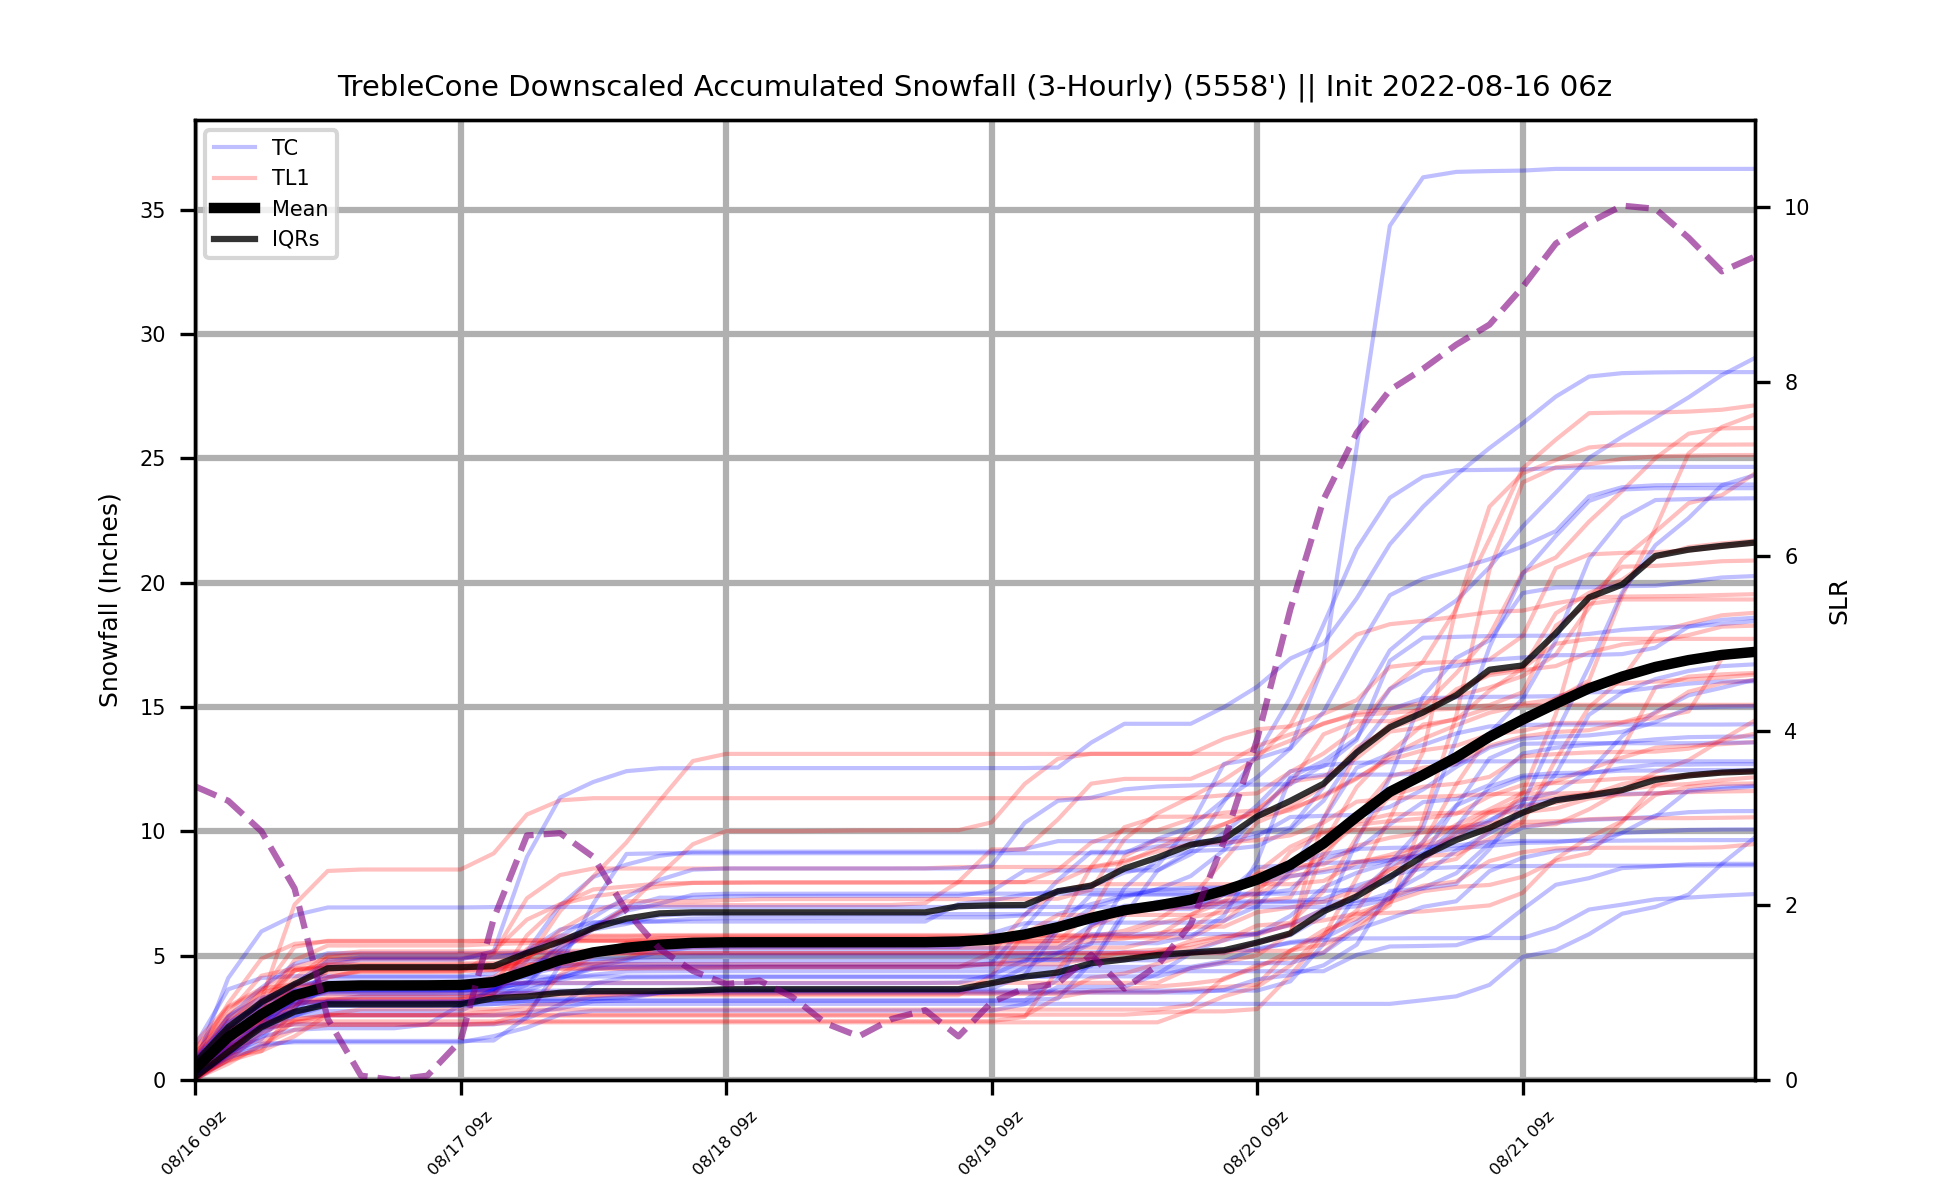 TrebleCone Downscaled Accumulated Snowfall (3-Hourly) (5558') || Init 2022-08-16 06z
TC
TL1
Mean
IQRs
Snowfall (Inches)
35
30
25
20
15
10
5
0
10
8
6
4
2
0
SLR
08/16 09z
08/17 09z
08/18 09z
08/19 09z
08/20 09z
08/21 09z